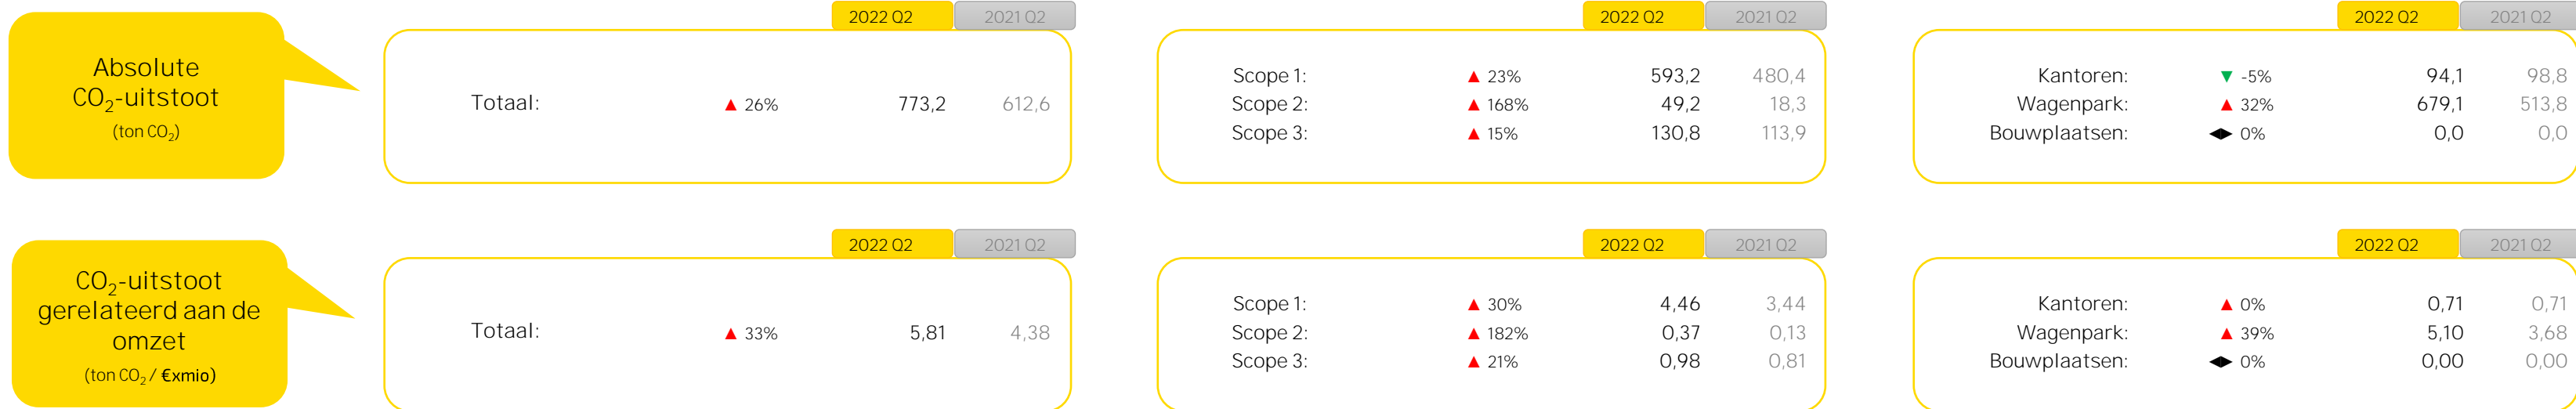 Absolute
CO₂-uitstoot
(ton CO₂)
2022 Q2 2021 Q2
Totaal: ▲ 26% 773,2 612,6
2022 Q2 2021 Q2
Scope 1: ▲ 23% 593,2 480,4
Scope 2: ▲ 168% 49,2 18,3
Scope 3: ▲ 15% 130,8 113,9
2022 Q2 2021 Q2
Kantoren: ▼ -5% 94,1 98,8
Wagenpark: ▲ 32% 679,1 513,8
Bouwplaatsen: ◀▶ 0% 0,0 0,0
CO₂-uitstoot
gerelateerd aan de
omzet
(ton CO₂ / €xmio)
2022 Q2 2021 Q2
Totaal: ▲ 33% 5,81 4,38
2022 Q2 2021 Q2
Scope 1: ▲ 30% 4,46 3,44
Scope 2: ▲ 182% 0,37 0,13
Scope 3: ▲ 21% 0,98 0,81
2022 Q2 2021 Q2
Kantoren: ▲ 0% 0,71 0,71
Wagenpark: ▲ 39% 5,10 3,68
Bouwplaatsen: ◀▶ 0% 0,00 0,00